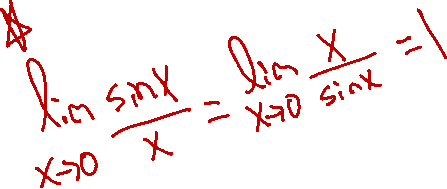 ☆ lim x→0 sinx/x = lim x→0 x/sinx = 1